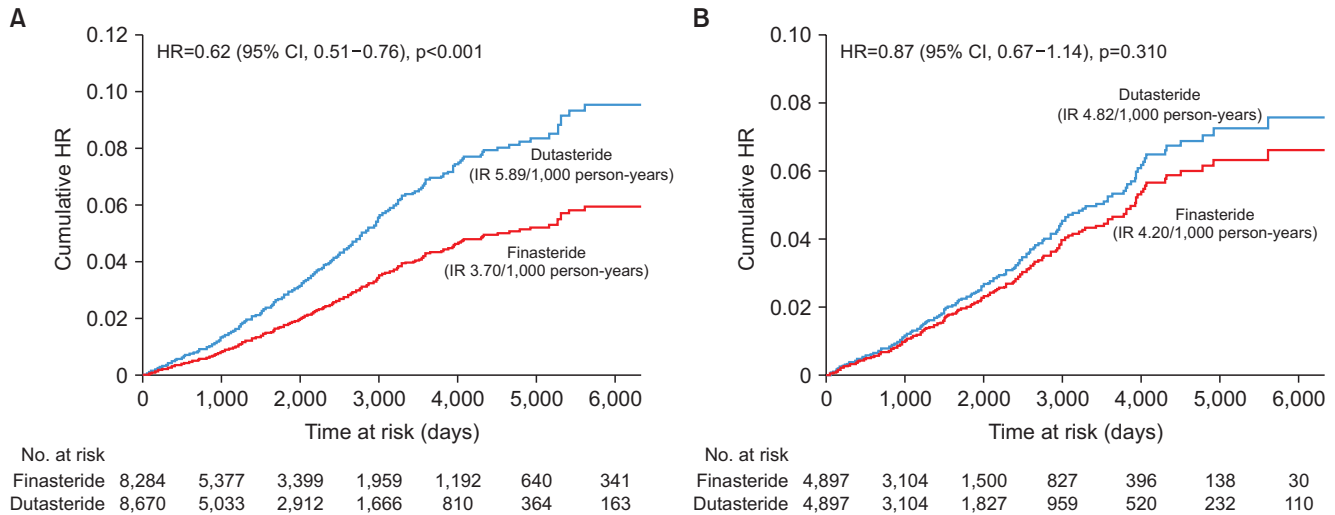 A
HR=0.62 (95% CI, 0.51−0.76), p<0.001
Cumulative HR
0.12
0.10
0.08
0.06
0.04
0.02
0
Dutasteride
(IR 5.89/1,000 person-years)
Finasteride
(IR 3.70/1,000 person-years)
0 1,000 2,000 3,000 4,000 5,000 6,000
Time at risk (days)
No. at risk
Finasteride 8,284 5,377 3,399 1,959 1,192 640 341
Dutasteride 8,670 5,033 2,912 1,666 810 364 163
B
HR=0.87 (95% CI, 0.67−1.14), p=0.310
Cumulative HR
0.10
0.08
0.06
0.04
0.02
0
Dutasteride
(IR 4.82/1,000 person-years)
Finasteride
(IR 4.20/1,000 person-years)
0 1,000 2,000 3,000 4,000 5,000 6,000
Time at risk (days)
No. at risk
Finasteride 4,897 3,104 1,500 827 396 138 30
Dutasteride 4,897 3,104 1,827 959 520 232 110